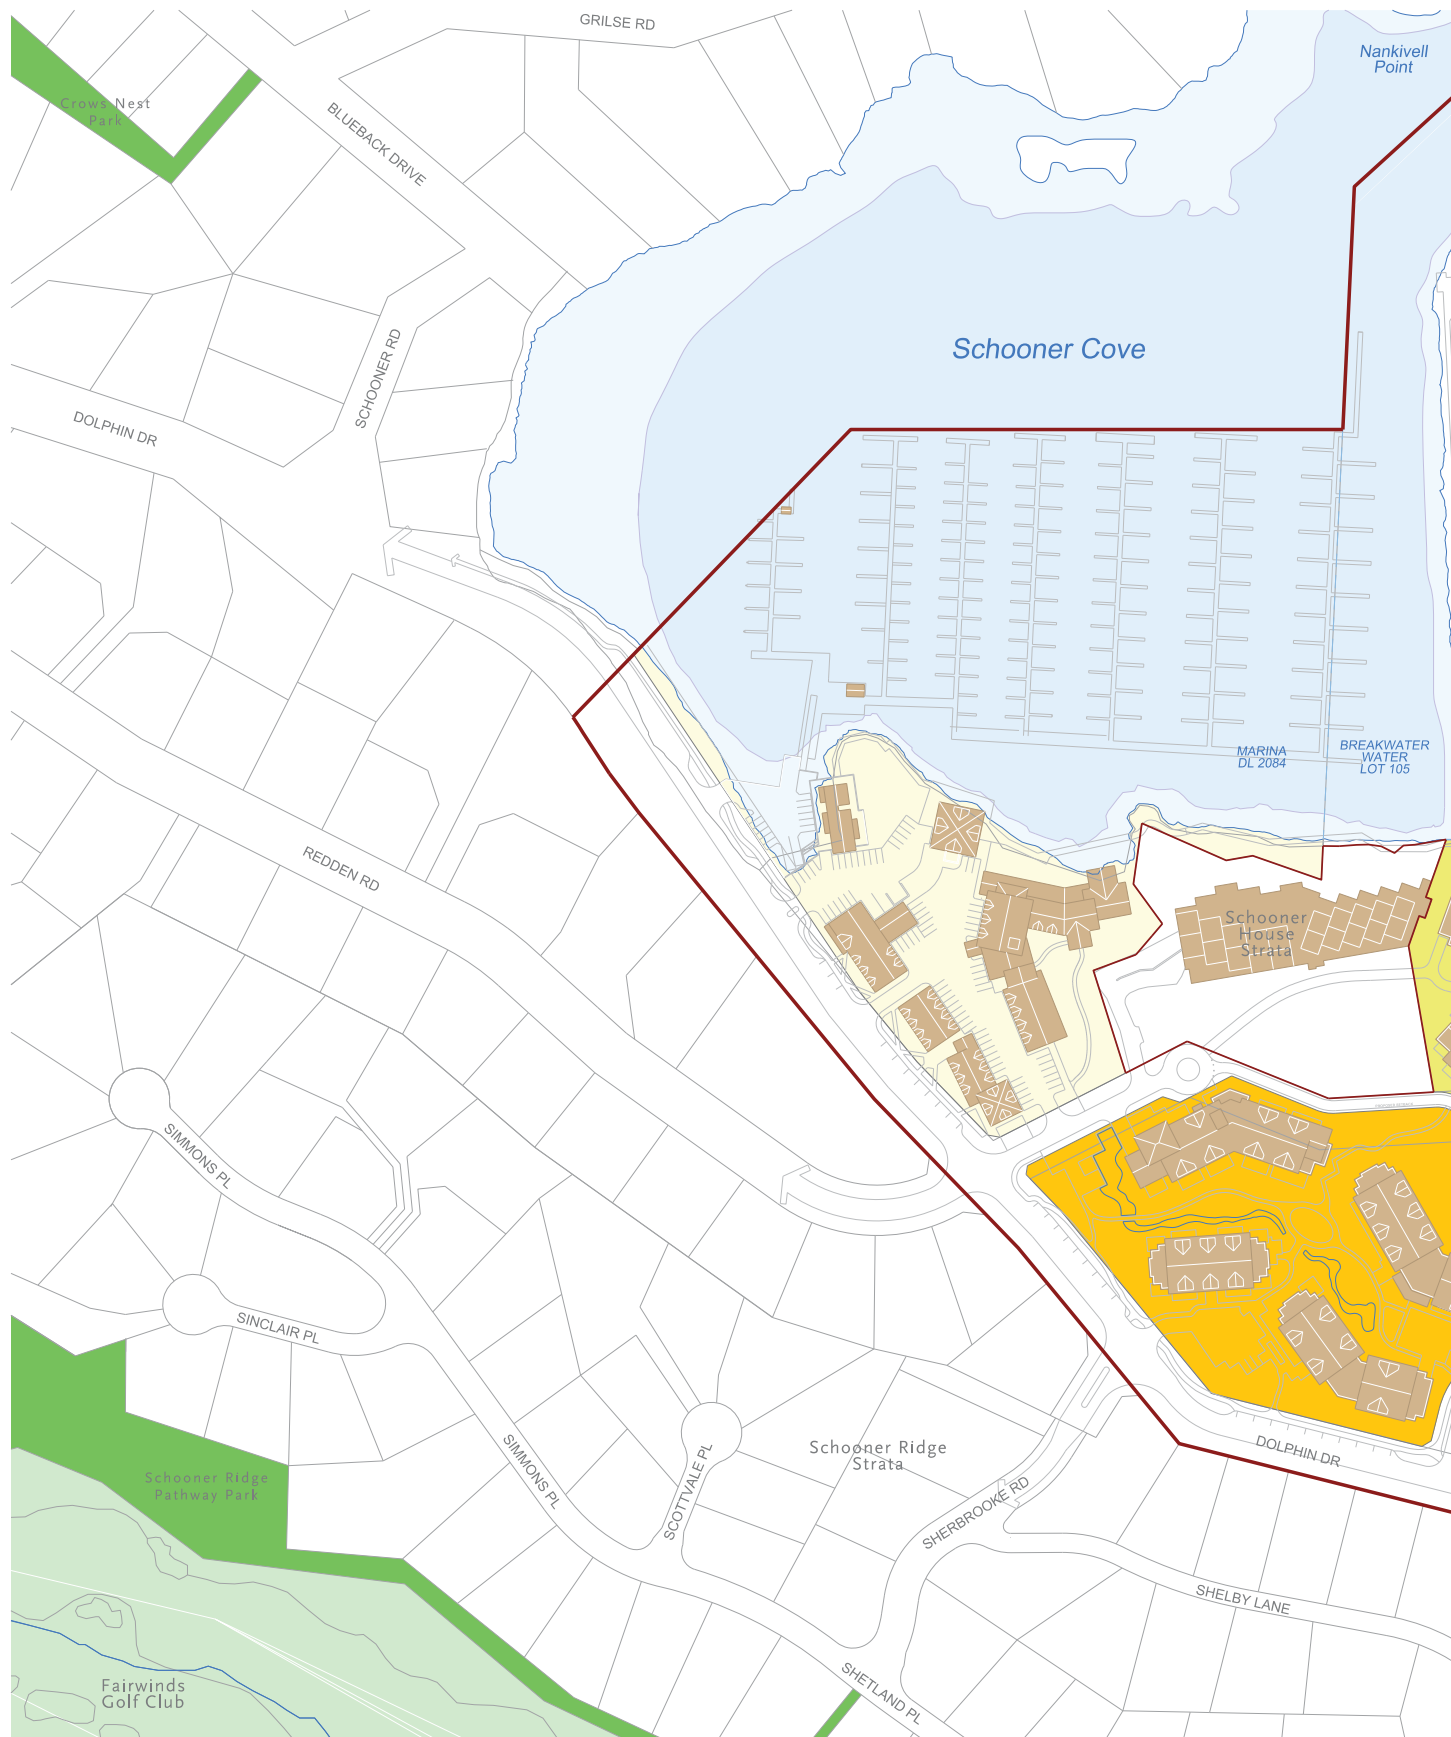 GRILSE RD
Nankivell
Point
Crows Nest
Park
BLUEBACK DRIVE
Schooner Cove
SCHOONER RD
DOLPHIN DR
MARINA
DL 2084
BREAKWATER
WATER
LOT 105
REDDEN RD
Schooner
House
Strata
SIMMONS PL
SINCLAIR PL
Schooner Ridge
Strata
DOLPHIN DR
SIMMONS PL
SCOTTVALE PL
Schooner Ridge
Pathway Park
SHERBROOKE RD
SHELBY LANE
Fairwinds
Golf Club
SHETLAND PL